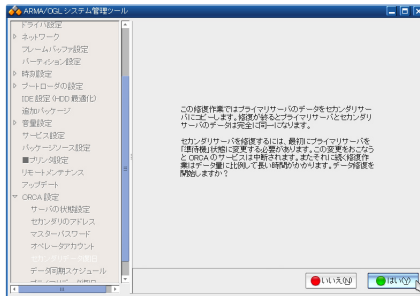 ARMA/OGL システム管理ツール
ドライバ設定
ネットワーク
フレームバッファ設定
パーティション設定
時刻設定
ブートローダの設定
IDE 設定 (HDD 最適化)
追加パッケージ
容量設定
サービス設定
パッケージソース設定
■プリンタ設定
リモートメンテナンス
アップデート
ORCA 設定
サーバの状態設定
セカンダリのアドレス
マスターパスワード
オペレータアカウント
データ同期スケジュール
この修復作業ではプライマリサーバのデータをセカンダリサー
バにコピーします。修復が終るとプライマリサーバとセカンダリ
サーバのデータは完全に同一になります。
セカンダリサーバを修復するには、最初にプライマリサーバを
「準待機」状態に変更する必要があります。この変更をおこなう
と ORCA のサービスは中断されます。またそれに続く修復作
業はデータ量に比例して長い時間がかかります。データ修復を
開始しますか？
いいえ(N)
はい(Y)